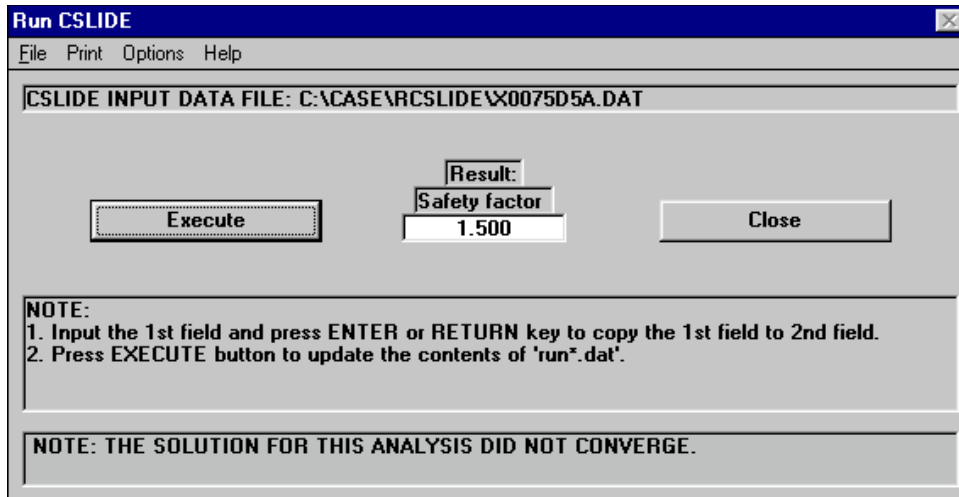 Run CSLIDE
File Print Options Help
CSLIDE INPUT DATA FILE: C:\CASE\RCSLIDE\X0075D5A.DAT
Result:
Safety factor
Execute
1.500
Close
NOTE:
1. Input the 1st field and press ENTER or RETURN key to copy the 1st field to 2nd field.
2. Press EXECUTE button to update the contents of 'run*.dat'.
NOTE: THE SOLUTION FOR THIS ANALYSIS DID NOT CONVERGE.